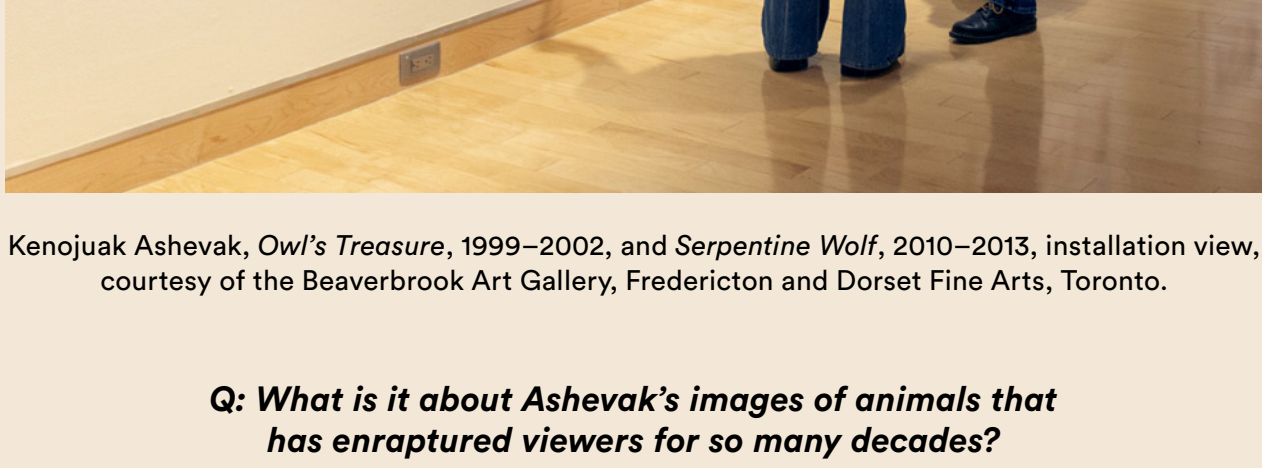 Kenojuak Ashevak, Owl’s Treasure, 1999–2002, and Serpentine Wolf, 2010–2013, installation view,
courtesy of the Beaverbrook Art Gallery, Fredericton and Dorset Fine Arts, Toronto.
Q: What is it about Ashevak’s images of animals that
has enraptured viewers for so many decades?